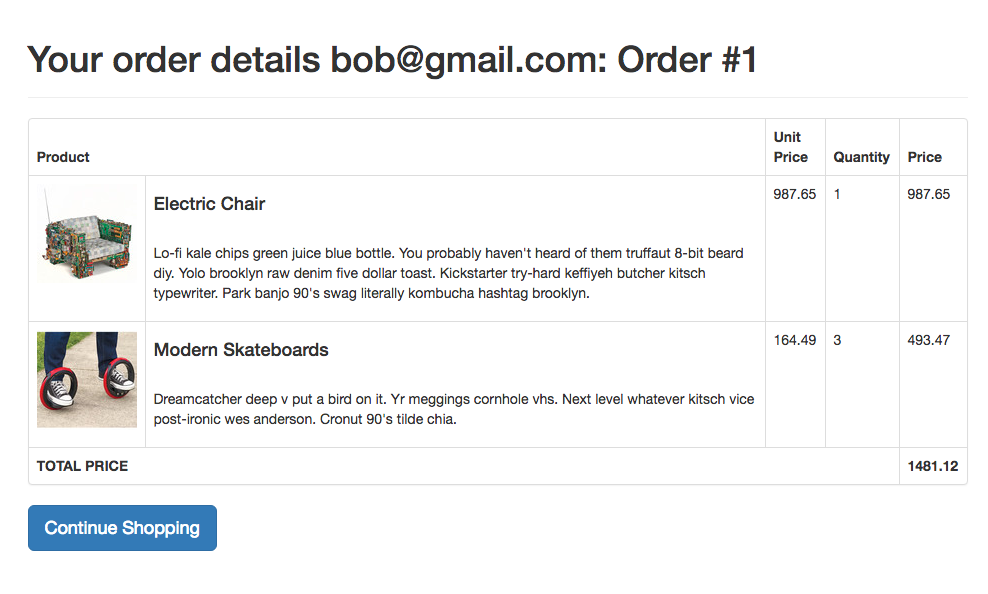 Your order details bob@gmail.com: Order #1
Product
Unit
Price
Quantity
Price
Electric Chair
987.65
1
987.65
Lo-fi kale chips green juice blue bottle. You probably haven't heard of them truffaut 8-bit beard
diy. Yolo brooklyn raw denim five dollar toast. Kickstarter try-hard keffiyeh butcher kitsch
typewriter. Park banjo 90's swag literally kombucha hashtag brooklyn.
Modern Skateboards
164.49
3
493.47
Dreamcatcher deep v put a bird on it. Yr meggings cornhole vhs. Next level whatever kitsch vice
post-ironic wes anderson. Cronut 90's tilde chia.
TOTAL PRICE
1481.12
Continue Shopping